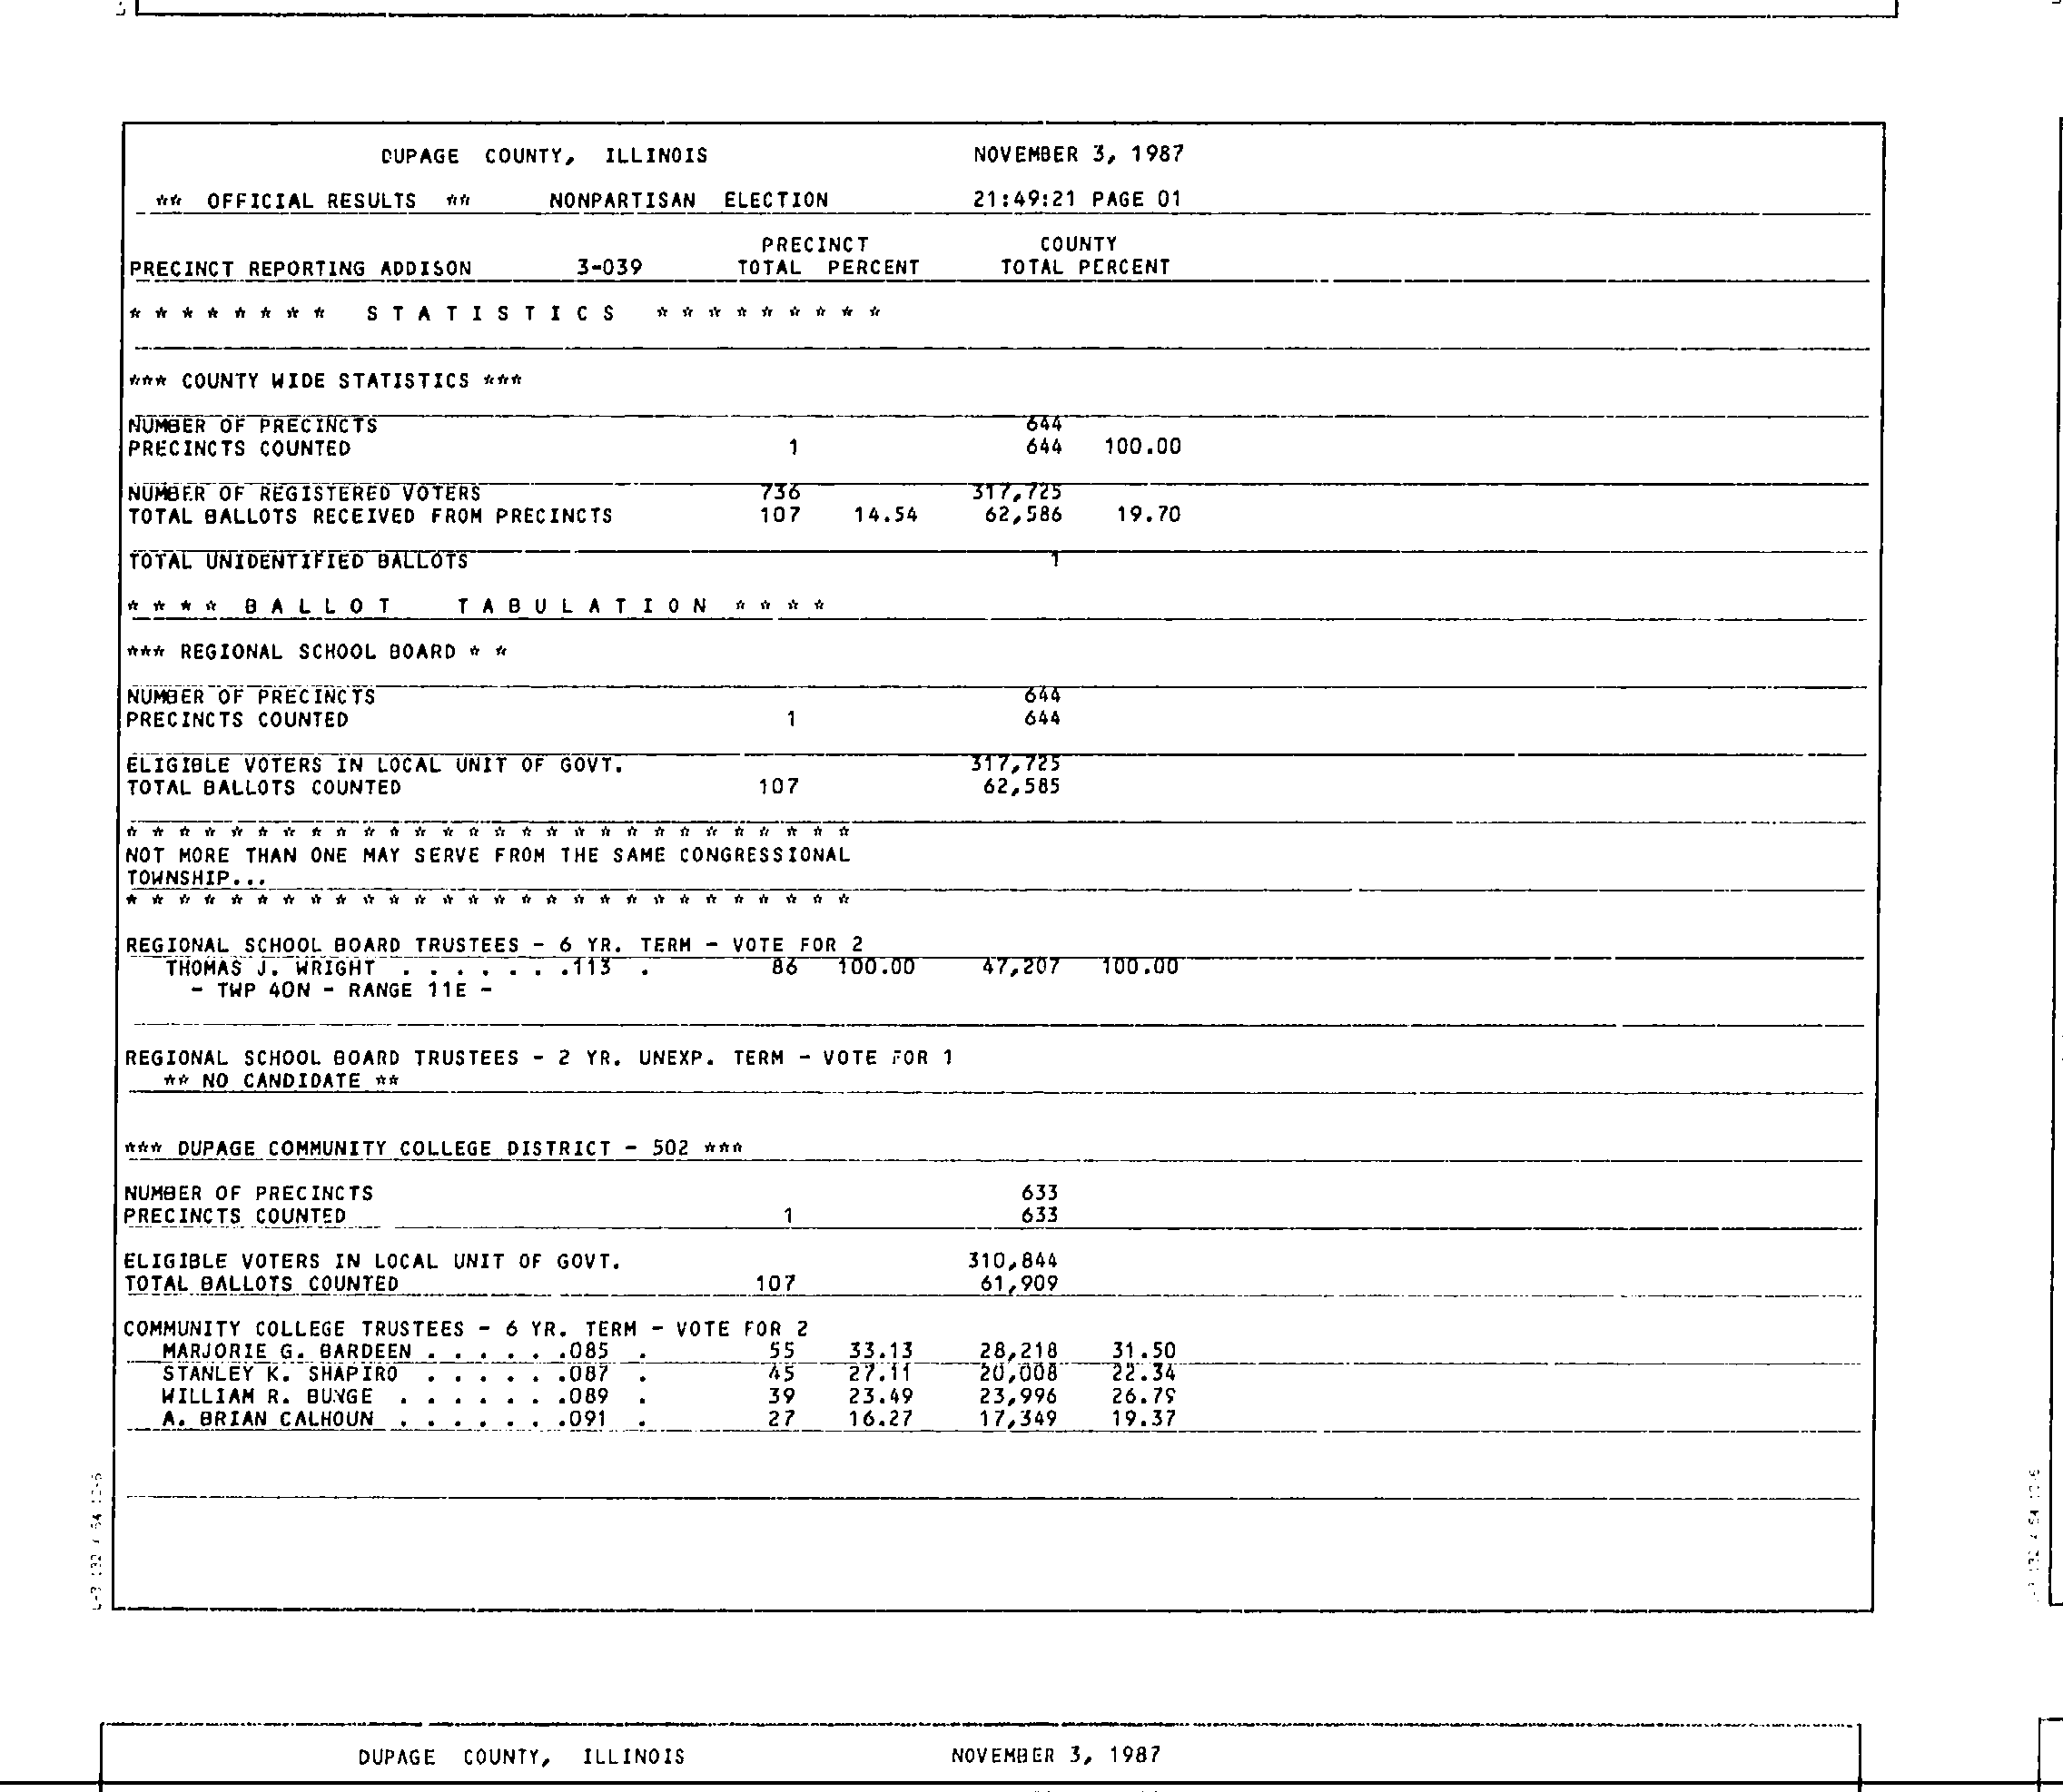 DUPAGE COUNTY, ILLINOIS NOVEMBER 3, 1987
** OFFICIAL RESULTS ** NONPARTISAN ELECTION 21:49:21 PAGE 01
PRECINCT COUNTY
PRECINCT REPORTING ADDISON 3-039 TOTAL PERCENT TOTAL PERCENT
* * * * * * * * S T A T I S T I C S * * * * * * * * *
*** COUNTY WIDE STATISTICS ***
NUMBER OF PRECINCTS 644
PRECINCTS COUNTED 1 644 100.00
NUMBER OF REGISTERED VOTERS 736 317,725
TOTAL BALLOTS RECEIVED FROM PRECINCTS 107 14.54 62,586 19.70
TOTAL UNIDENTIFIED BALLOTS 1
* * * * B A L L O T T A B U L A T I O N * * * *
*** REGIONAL SCHOOL BOARD * *
NUMBER OF PRECINCTS 644
PRECINCTS COUNTED 1 644
ELIGIBLE VOTERS IN LOCAL UNIT OF GOVT. 317,725
TOTAL BALLOTS COUNTED 107 62,585
* * * * * * * * * * * * * * * * * * * * * * * * * * * *
NOT MORE THAN ONE MAY SERVE FROM THE SAME CONGRESSIONAL
TOWNSHIP...
* * * * * * * * * * * * * * * * * * * * * * * * * * * *
REGIONAL SCHOOL BOARD TRUSTEES - 6 YR. TERM - VOTE FOR 2
THOMAS J. WRIGHT . . . . . . .113 . 86 100.00 47,207 100.00
- TWP 40N - RANGE 11E -
REGIONAL SCHOOL BOARD TRUSTEES - 2 YR. UNEXP. TERM - VOTE FOR 1
** NO CANDIDATE **
*** DUPAGE COMMUNITY COLLEGE DISTRICT - 502 ***
NUMBER OF PRECINCTS 633
PRECINCTS COUNTED 1 633
ELIGIBLE VOTERS IN LOCAL UNIT OF GOVT. 310,844
TOTAL BALLOTS COUNTED 107 61,909
COMMUNITY COLLEGE TRUSTEES - 6 YR. TERM - VOTE FOR 2
MARJORIE G. BARDEEN . . . . . .085 . 55 33.13 28,218 31.50
STANLEY K. SHAPIRO . . . . . .087 . 45 27.11 20,008 22.34
WILLIAM R. BUNGE . . . . . . .089 . 39 23.49 23,996 26.79
A. BRIAN CALHOUN . . . . . . .091 . 27 16.27 17,349 19.37
DUPAGE COUNTY, ILLINOIS NOVEMBER 3, 1987